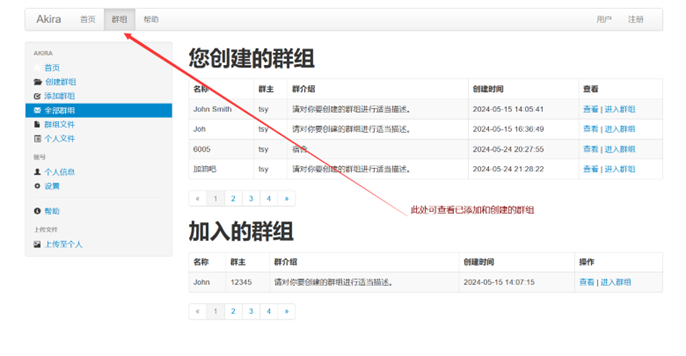 Akira 首页 群组 帮助 用户 注册
AKIRA
首页
创建群组
添加群组
全部群组
群组文件
个人文件
账号
个人信息
设置
帮助
上传文件
上传至个人
您创建的群组
名称 群主 群介绍 创建时间 查看
John Smith tsy 请对你要创建的群组进行适当描述。 2024-05-15 14:05:41 查看 | 进入群组
Joh tsy 请对你要创建的群组进行适当描述。 2024-05-15 16:36:49 查看 | 进入群组
6005 tsy 宿舍 2024-05-24 20:27:55 查看 | 进入群组
加油吧 tsy 请对你要创建的群组进行适当描述。 2024-05-24 21:28:22 查看 | 进入群组
« 1 2 3 4 »
此处可查看已添加和创建的群组
加入的群组
名称 群主 群介绍 创建时间 操作
John 12345 请对你要创建的群组进行适当描述。 2024-05-15 14:07:15 查看 | 进入群组
« 1 2 3 4 »